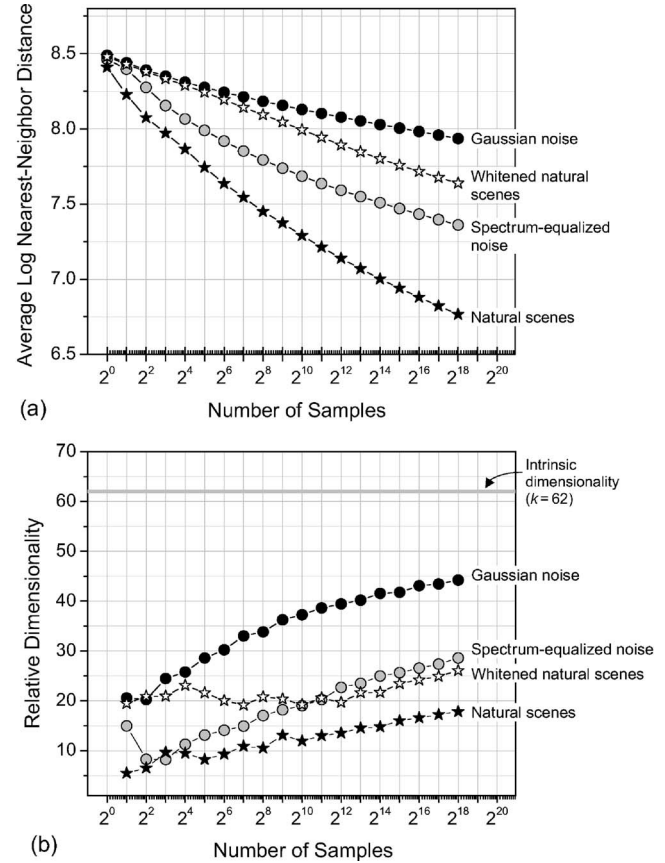 Average Log Nearest-Neighbor Distance
8.5
8.0
7.5
7.0
6.5
Gaussian noise
Whitened natural
scenes
Spectrum-equalized
noise
Natural scenes
2^0 2^2 2^4 2^6 2^8 2^10 2^12 2^14 2^16 2^18 2^20
(a)
Number of Samples
Relative Dimensionality
70
60
50
40
30
20
10
Intrinsic
dimensionality
(k = 62)
Gaussian noise
Spectrum-equalized noise
Whitened natural scenes
Natural scenes
2^0 2^2 2^4 2^6 2^8 2^10 2^12 2^14 2^16 2^18 2^20
(b)
Number of Samples